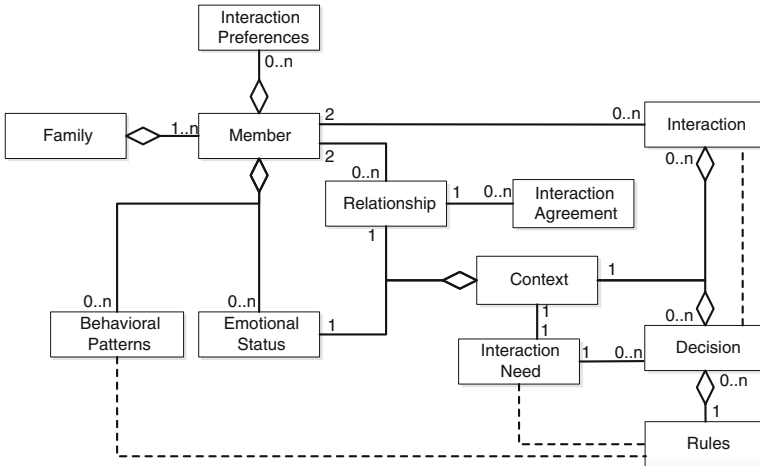 Interaction
Preferences
0..n
Family
1..n
Member
2
0..n
Interaction
2
0..n
0..n
Relationship
1
0..n
Interaction
Agreement
1
Context
1
0..n
0..n
1
0..n
Behavioral
Patterns
Emotional
Status
1
1
Interaction
Need
1
0..n
Decision
0..n
1
Rules